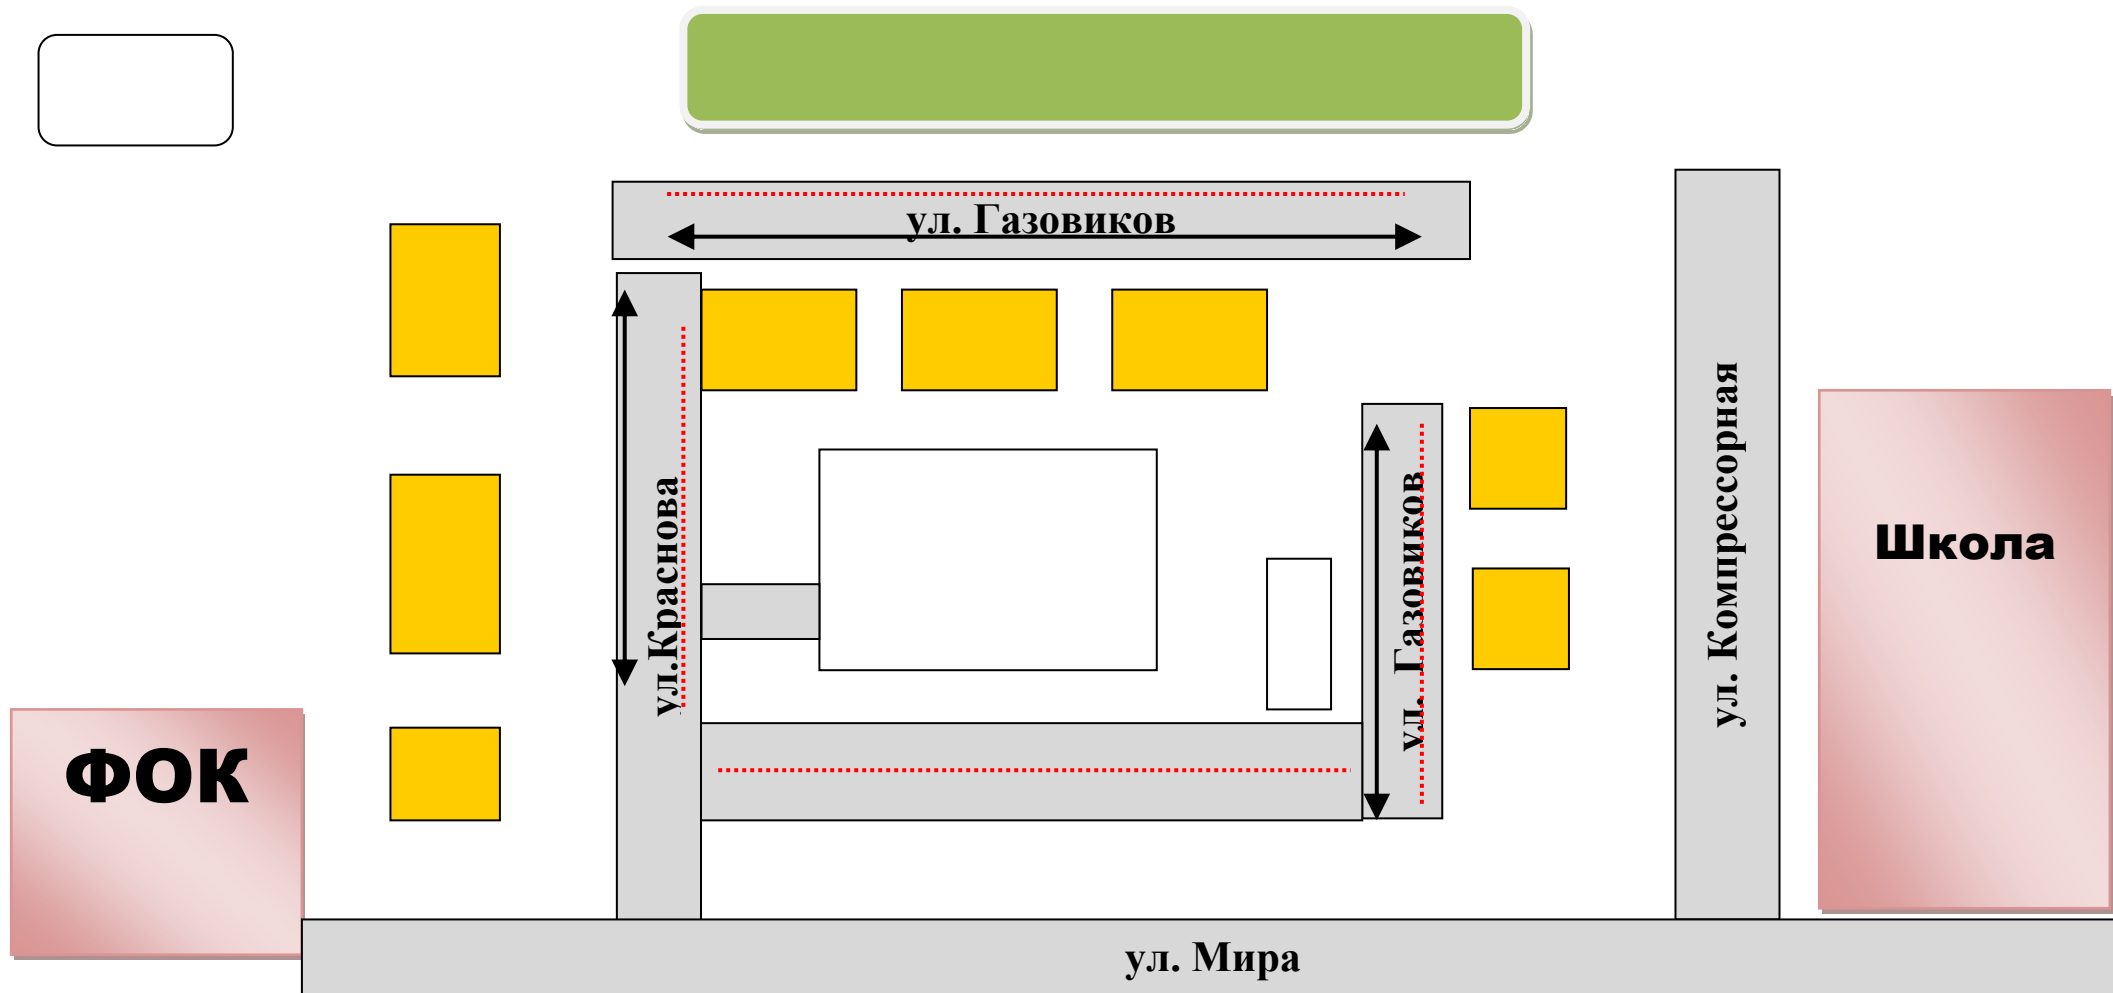 ул. Газовиков
ул.Краснова
ул. Газовиков
ул. Компрессорная
Школа
ФОК
ул. Мира